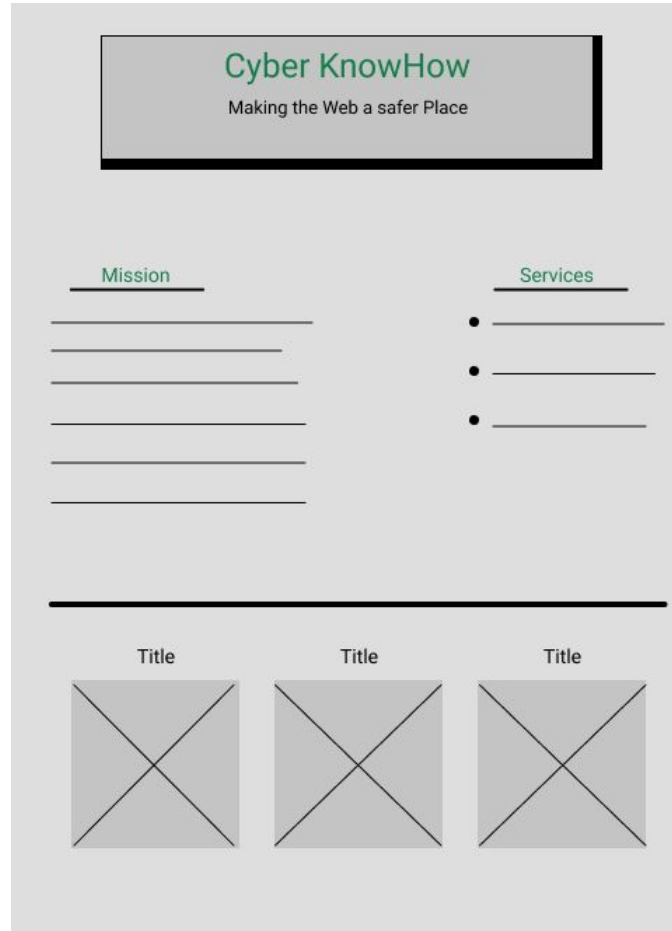 Cyber KnowHow
Making the Web a safer Place
Mission
Services
Title
Title
Title